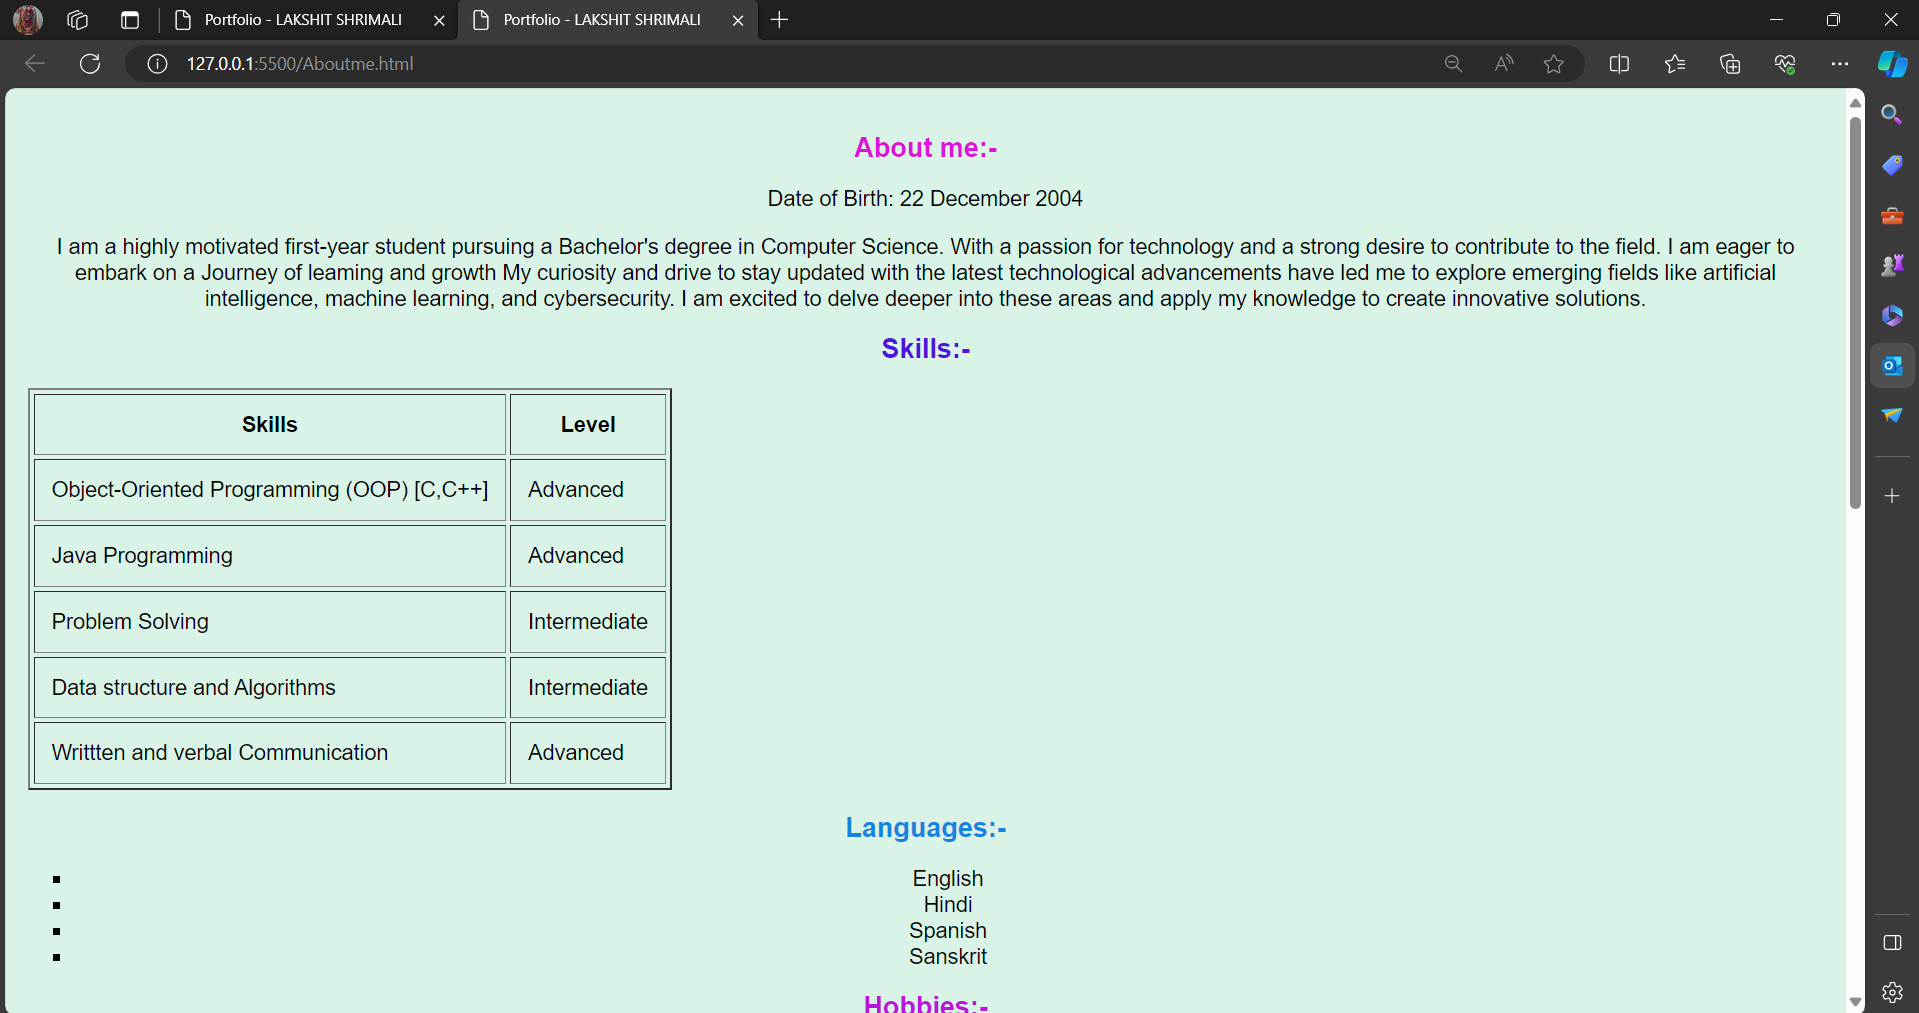 Portfolio - LAKSHIT SHRIMALI
Portfolio - LAKSHIT SHRIMALI
127.0.0.1:5500/Aboutme.html
About me:-
Date of Birth: 22 December 2004
I am a highly motivated first-year student pursuing a Bachelor's degree in Computer Science. With a passion for technology and a strong desire to contribute to the field. I am eager to
embark on a Journey of leaming and growth My curiosity and drive to stay updated with the latest technological advancements have led me to explore emerging fields like artificial
intelligence, machine learning, and cybersecurity. I am excited to delve deeper into these areas and apply my knowledge to create innovative solutions.
Skills:-
Skills Level
Object-Oriented Programming (OOP) [C,C++] Advanced
Java Programming Advanced
Problem Solving Intermediate
Data structure and Algorithms Intermediate
Writtten and verbal Communication Advanced
Languages:-
English
Hindi
Spanish
Sanskrit
Hobbies:-